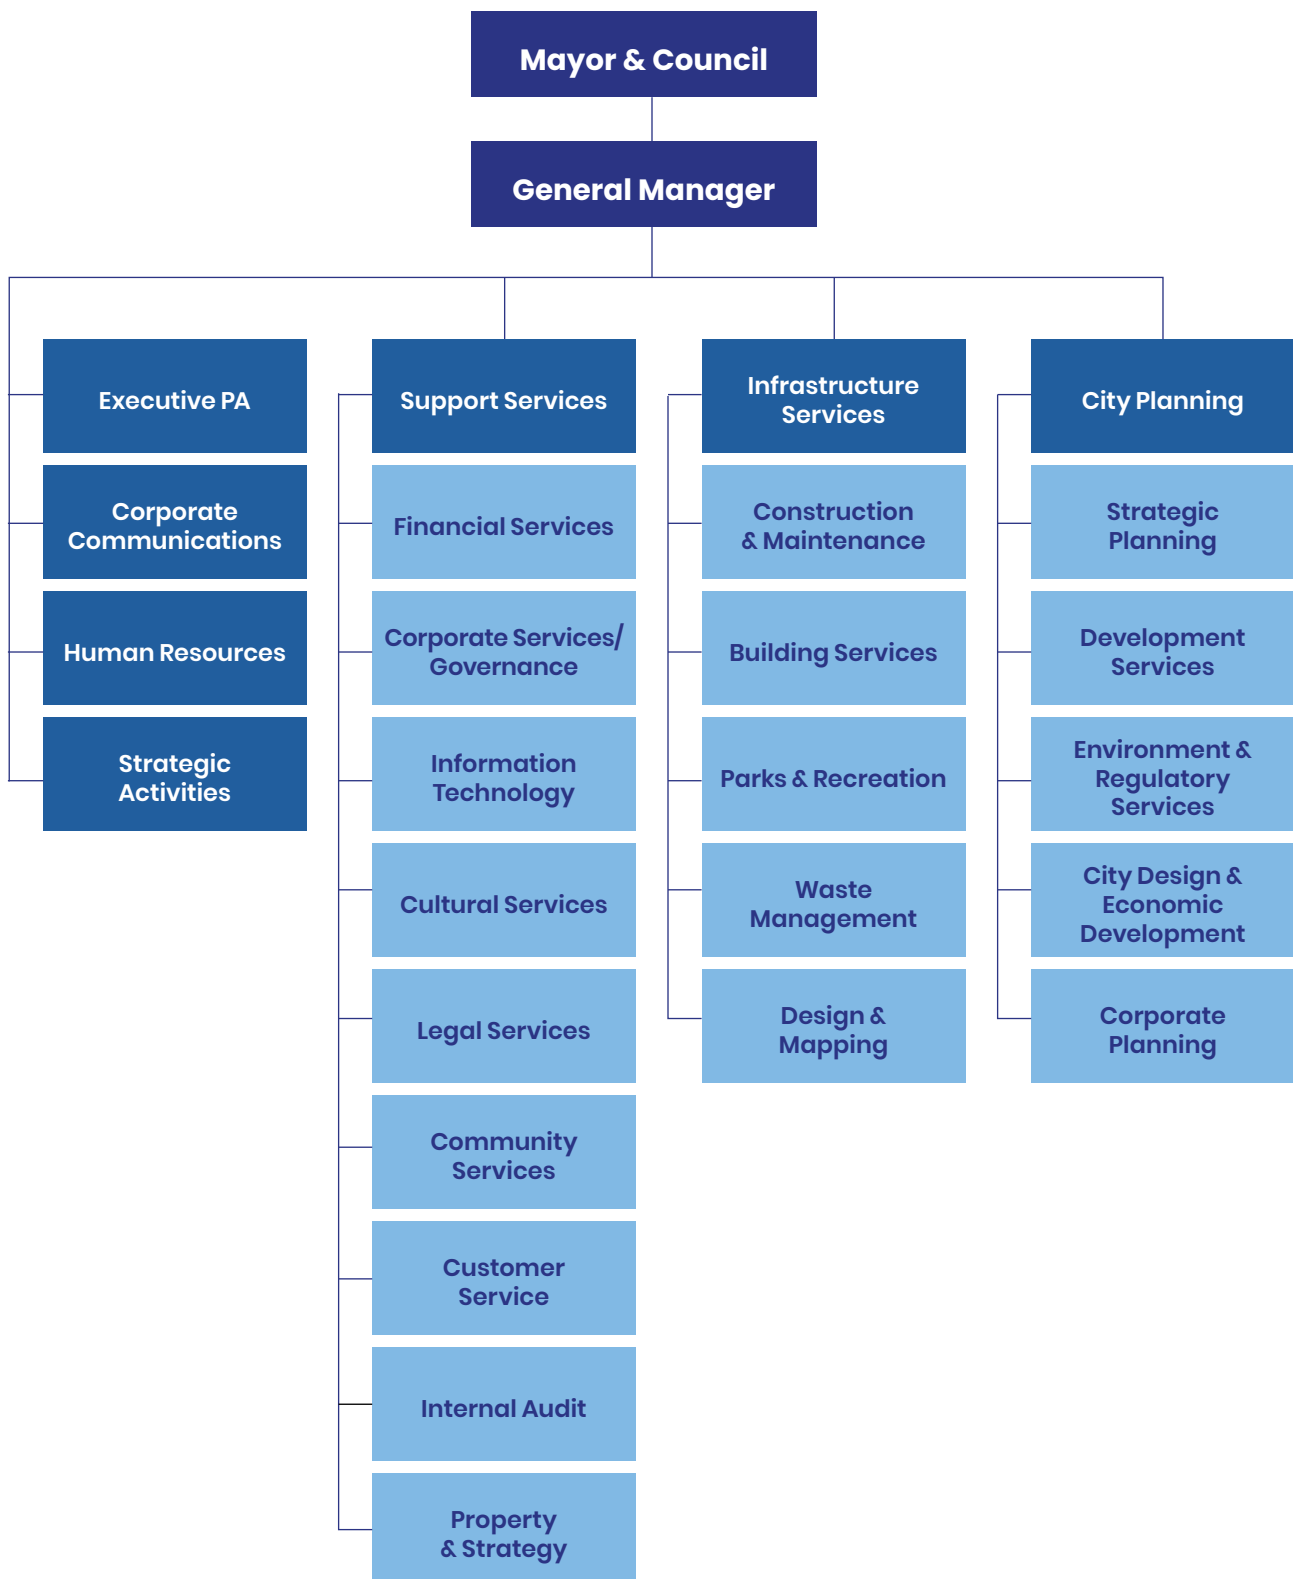 Mayor & Council
General Manager
Executive PA
Corporate
Communications
Human Resources
Strategic
Activities
Support Services
Financial Services
Corporate Services/
Governance
Information
Technology
Cultural Services
Legal Services
Community
Services
Customer
Service
Internal Audit
Property
& Strategy
Infrastructure
Services
Construction
& Maintenance
Building Services
Parks & Recreation
Waste
Management
Design &
Mapping
City Planning
Strategic
Planning
Development
Services
Environment &
Regulatory
Services
City Design &
Economic
Development
Corporate
Planning